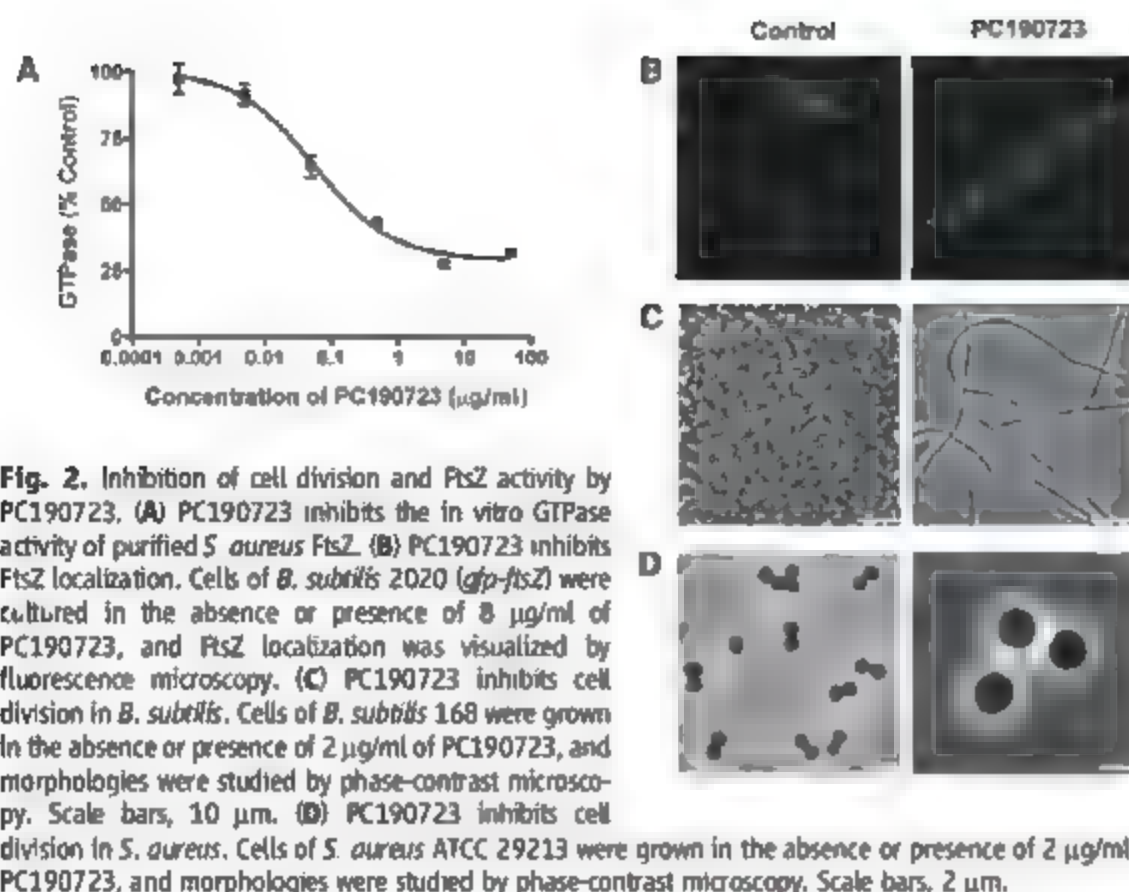 Control PC190723
A
B
100
75
50
25
0
GTPase (% Control)
0.0001 0.001 0.01 0.1 1 10 100
Concentration of PC190723 (µg/ml)
C
D
Fig. 2. Inhibition of cell division and FtsZ activity by
PC190723. (A) PC190723 inhibits the in vitro GTPase
activity of purified S. aureus FtsZ. (B) PC190723 inhibits
FtsZ localization. Cells of B. subtilis 2020 (gfp-ftsZ) were
cultured in the absence or presence of 8 µg/ml of
PC190723, and FtsZ localization was visualized by
fluorescence microscopy. (C) PC190723 inhibits cell
division in B. subtilis. Cells of B. subtilis 168 were grown
in the absence or presence of 2 µg/ml of PC190723, and
morphologies were studied by phase-contrast microsco-
py. Scale bars, 10 µm. (D) PC190723 inhibits cell
division in S. aureus. Cells of S. aureus ATCC 29213 were grown in the absence or presence of 2 µg/ml
PC190723, and morphologies were studied by phase-contrast microscopy. Scale bars, 2 µm.